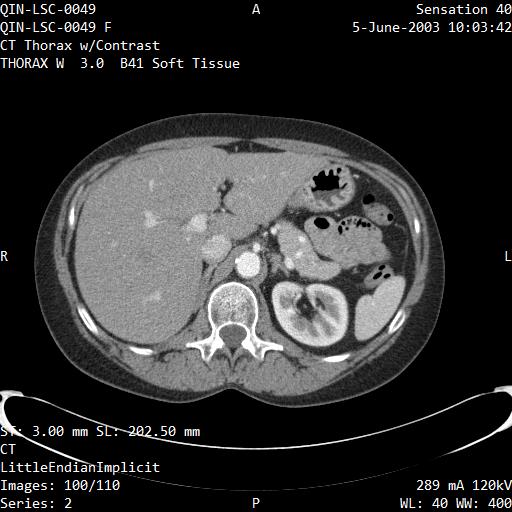 QIN-LSC-0049
A
Sensation 40
QIN-LSC-0049 F
5-June-2003 10:03:42
CT Thorax w/Contrast
THORAX W 3.0 B41 Soft Tissue
R
L
ST: 3.00 mm SL: 202.50 mm
CT
LittleEndianImplicit
Images: 100/110
289 mA 120kV
Series: 2
P
WL: 40 WW: 400